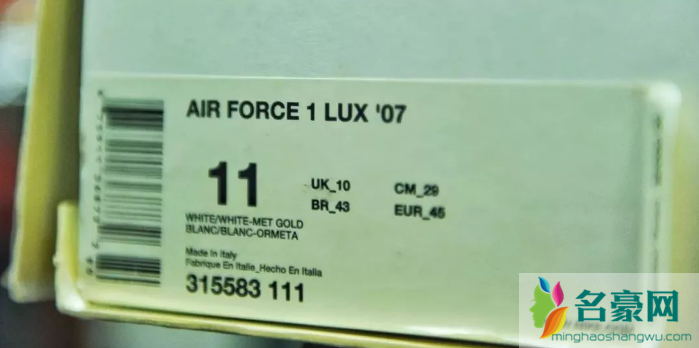 AIR FORCE 1 LUX '07
11
UK_10
CM_29
BR_43
EUR_45
WHITE/WHITE-MET GOLD
BLANC/BLANC-ORMETA
Made In Italy
Fabrique En Italie_Hecho En Italia
315583 111
名豪网
minghaoshangwu.com